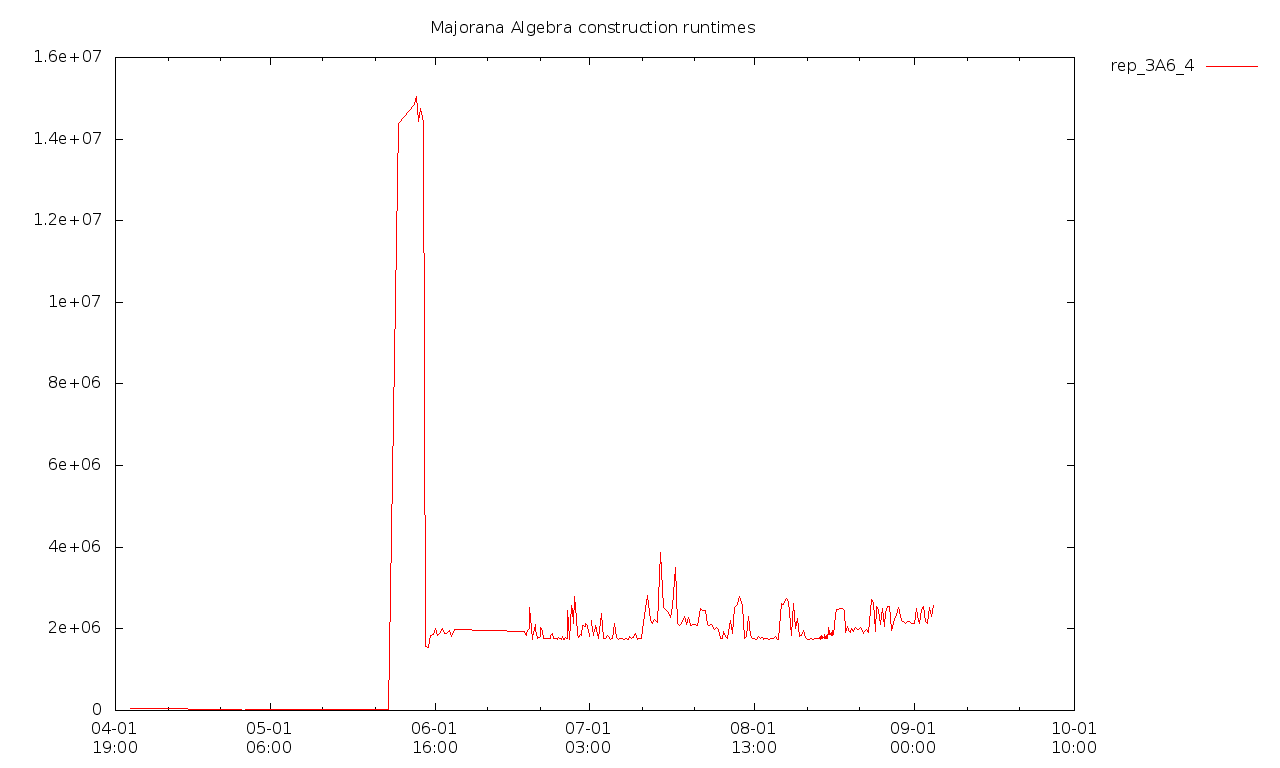 Majorana Algebra construction runtimes
rep_3A6_4
1.6e+07
1.4e+07
1.2e+07
1e+07
8e+06
6e+06
4e+06
2e+06
0
04-01 05-01 06-01 07-01 08-01 09-01 10-01
19:00 06:00 16:00 03:00 13:00 00:00 10:00